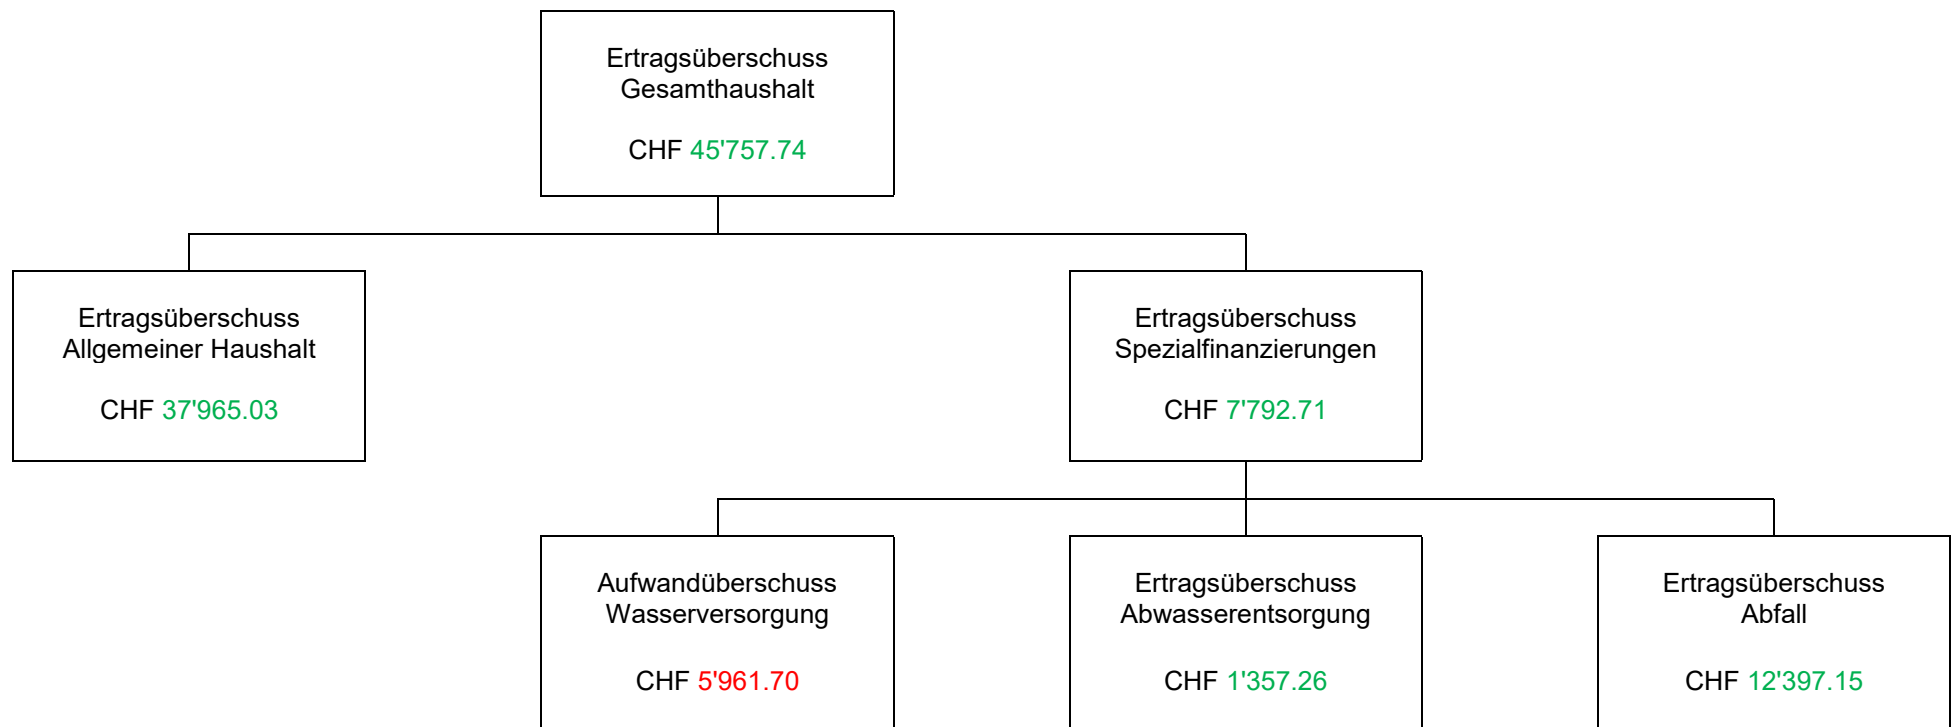 Ertragsüberschuss
Gesamthaushalt
CHF 45'757.74
Ertragsüberschuss
Allgemeiner Haushalt
CHF 37'965.03
Ertragsüberschuss
Spezialfinanzierungen
CHF 7'792.71
Aufwandüberschuss
Wasserversorgung
CHF 5'961.70
Ertragsüberschuss
Abwasserentsorgung
CHF 1'357.26
Ertragsüberschuss
Abfall
CHF 12'397.15